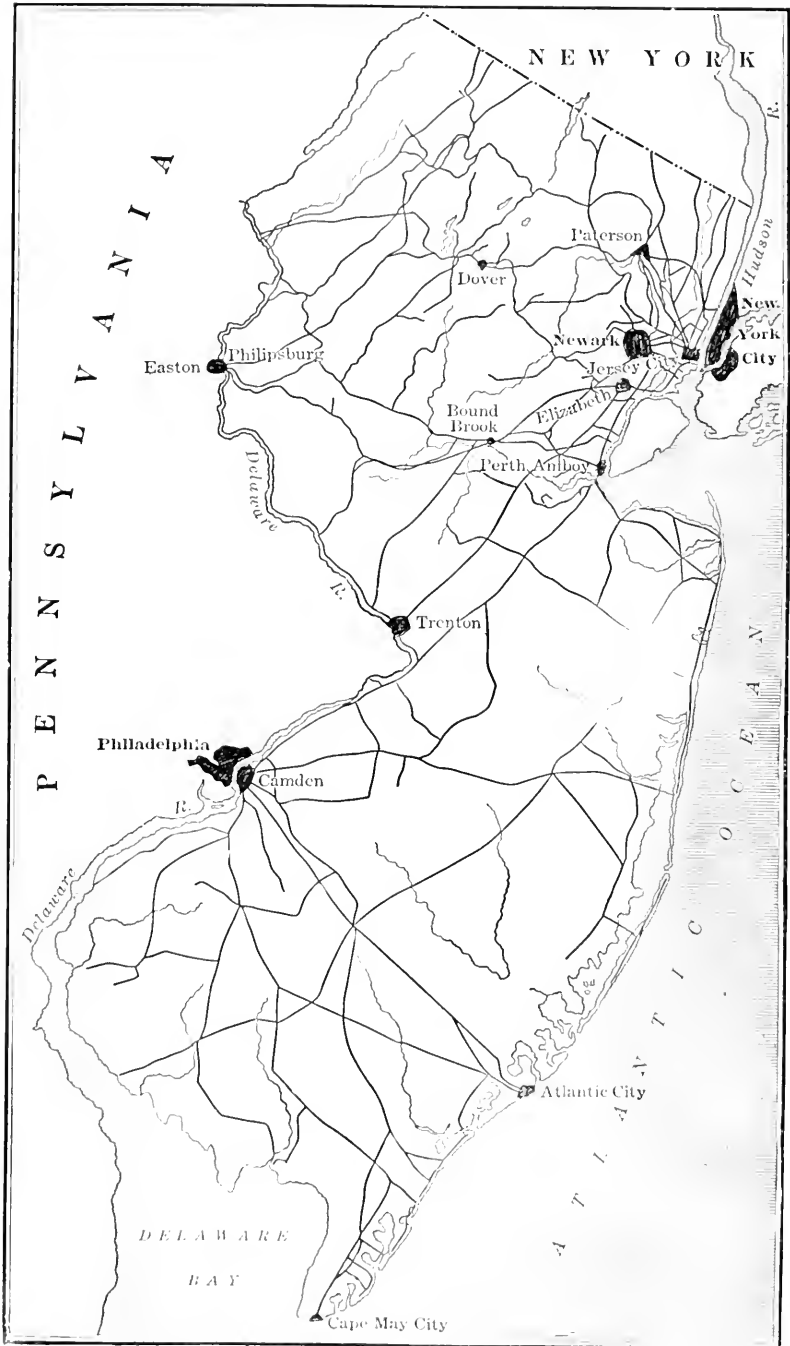 NEW YORK
R.
Hudson
PENNSYLVANIA
Paterson
Dover
New
York
City
Newark
Jersey City
Easton
Philipsburg
Elizabeth
Bound
Brook
Perth Amboy
Delaware
R.
Trenton
Philadelphia
Camden
R.
Delaware
ATLANTIC OCEAN
Atlantic City
DELAWARE
BAY
Cape May City